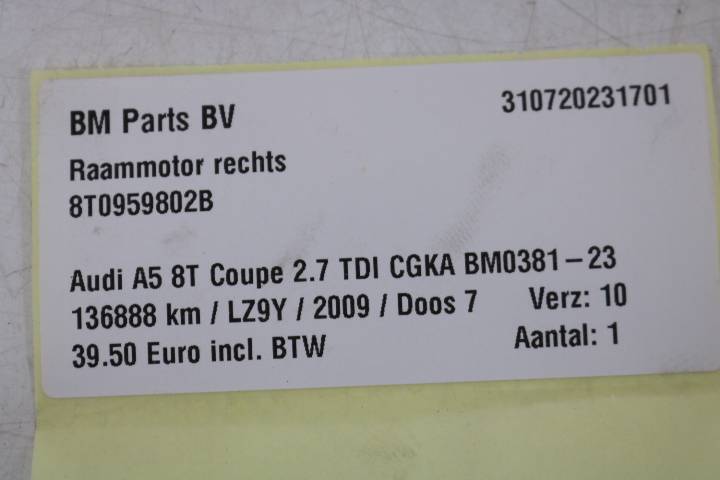 BM Parts BV 310720231701
Raammotor rechts
8T0959802B
Audi A5 8T Coupe 2.7 TDI CGKA BM0381-23
136888 km / LZ9Y / 2009 / Doos 7 Verz: 10
39.50 Euro incl. BTW Aantal: 1